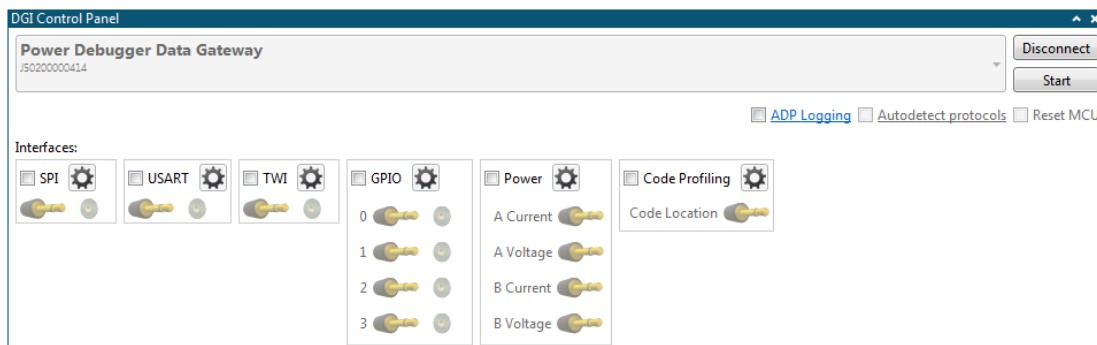 DGI Control Panel
Power Debugger Data Gateway
J50200000414
Disconnect
Start
ADP Logging Autodetect protocols Reset MCU
Interfaces:
SPI USART TWI GPIO Power Code Profiling
0 A Current Code Location
1 A Voltage
2 B Current
3 B Voltage